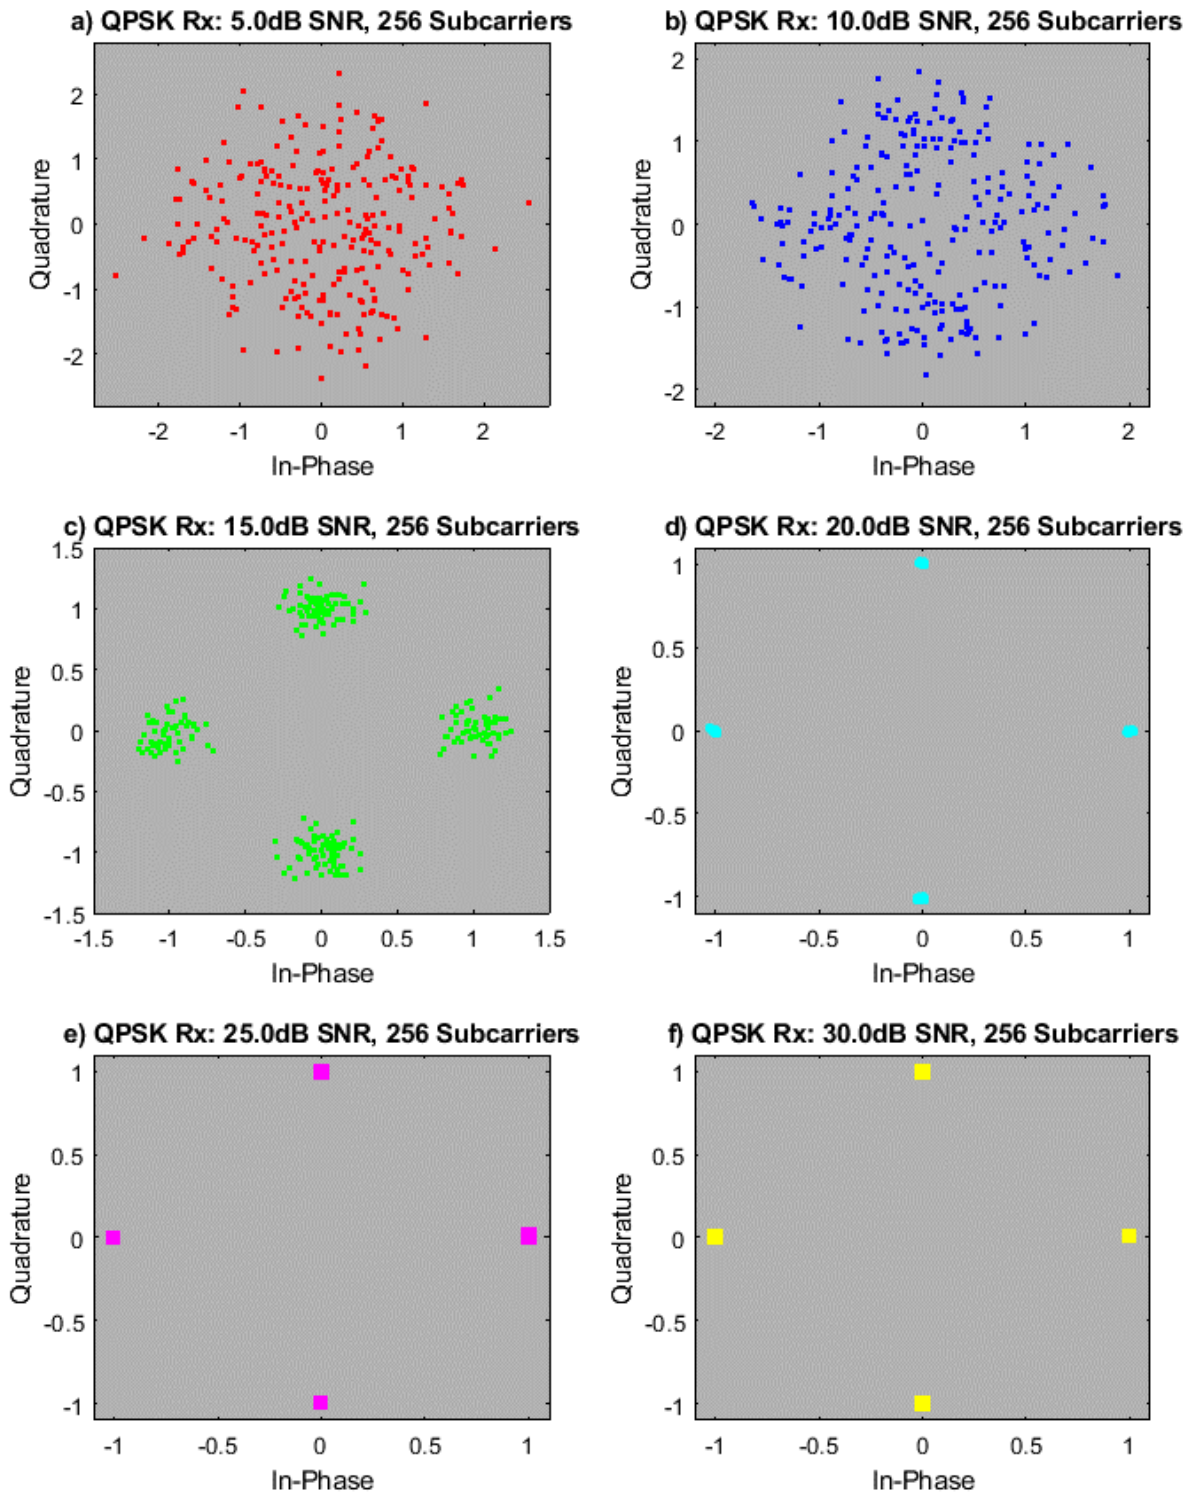 a) QPSK Rx: 5.0dB SNR, 256 Subcarriers
2
1
0
-1
-2
Quadrature
-2 -1 0 1 2
In-Phase
b) QPSK Rx: 10.0dB SNR, 256 Subcarriers
2
1
0
-1
-2
Quadrature
-2 -1 0 1 2
In-Phase
c) QPSK Rx: 15.0dB SNR, 256 Subcarriers
1.5
1
0.5
0
-0.5
-1
-1.5
Quadrature
-1.5 -1 -0.5 0 0.5 1 1.5
In-Phase
d) QPSK Rx: 20.0dB SNR, 256 Subcarriers
1
0.5
0
-0.5
-1
Quadrature
-1 -0.5 0 0.5 1
In-Phase
e) QPSK Rx: 25.0dB SNR, 256 Subcarriers
1
0.5
0
-0.5
-1
Quadrature
-1 -0.5 0 0.5 1
In-Phase
f) QPSK Rx: 30.0dB SNR, 256 Subcarriers
1
0.5
0
-0.5
-1
Quadrature
-1 -0.5 0 0.5 1
In-Phase